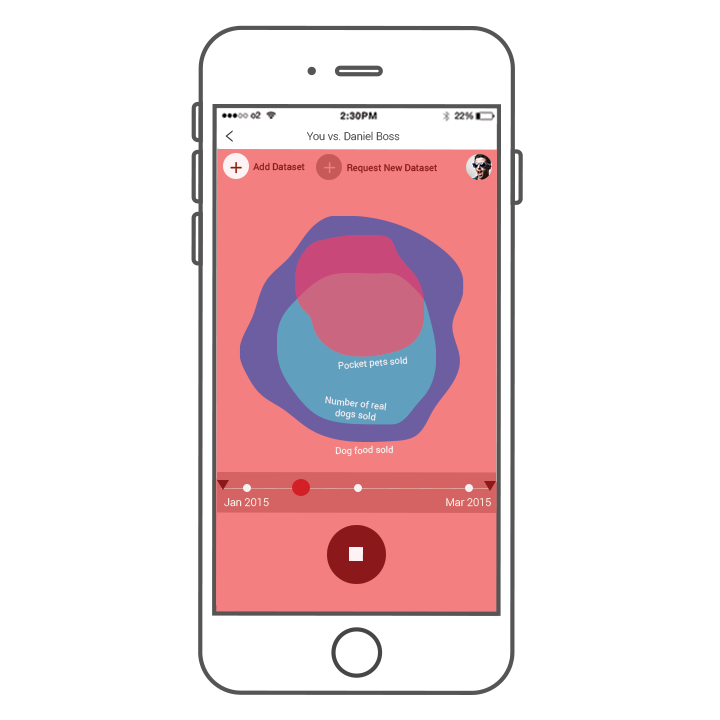 o2 2:30PM 22%
You vs. Daniel Boss
Add Dataset Request New Dataset
Pocket pets sold
Number of real
dogs sold
Dog food sold
Jan 2015 Mar 2015